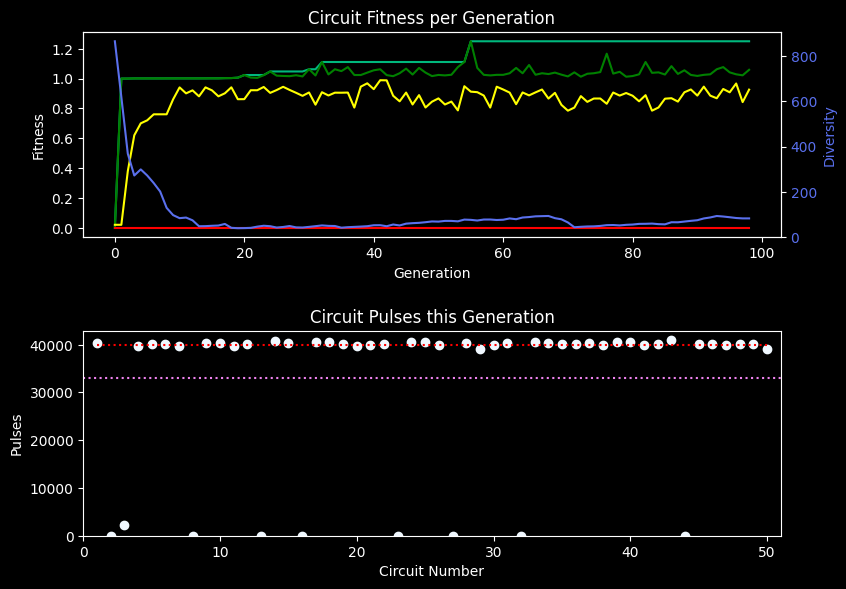 Circuit Fitness per Generation
Fitness
1.2
1.0
0.8
0.6
0.4
0.2
0.0
800
600
400
200
0
Diversity
0 20 40 60 80 100
Generation
Circuit Pulses this Generation
Pulses
40000
30000
20000
10000
0
0 10 20 30 40 50
Circuit Number